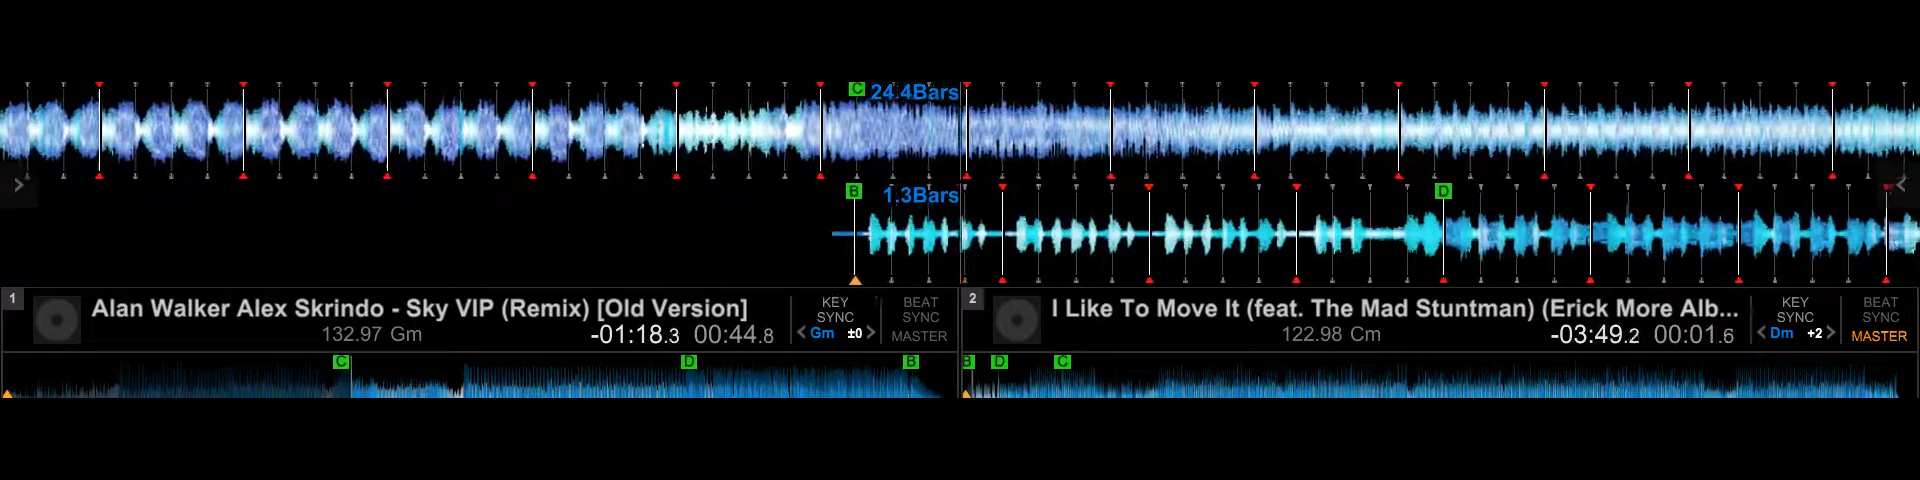 C 24.4Bars
B 1.3Bars D
1 Alan Walker Alex Skrindo - Sky VIP (Remix) [Old Version]
132.97 Gm -01:18.3 00:44.8
KEY SYNC
< Gm ±0 >
BEAT SYNC
MASTER
C D B
2 I Like To Move It (feat. The Mad Stuntman) (Erick More Alb...
122.98 Cm -03:49.2 00:01.6
KEY SYNC
< Dm +2 >
BEAT SYNC
MASTER
B D C